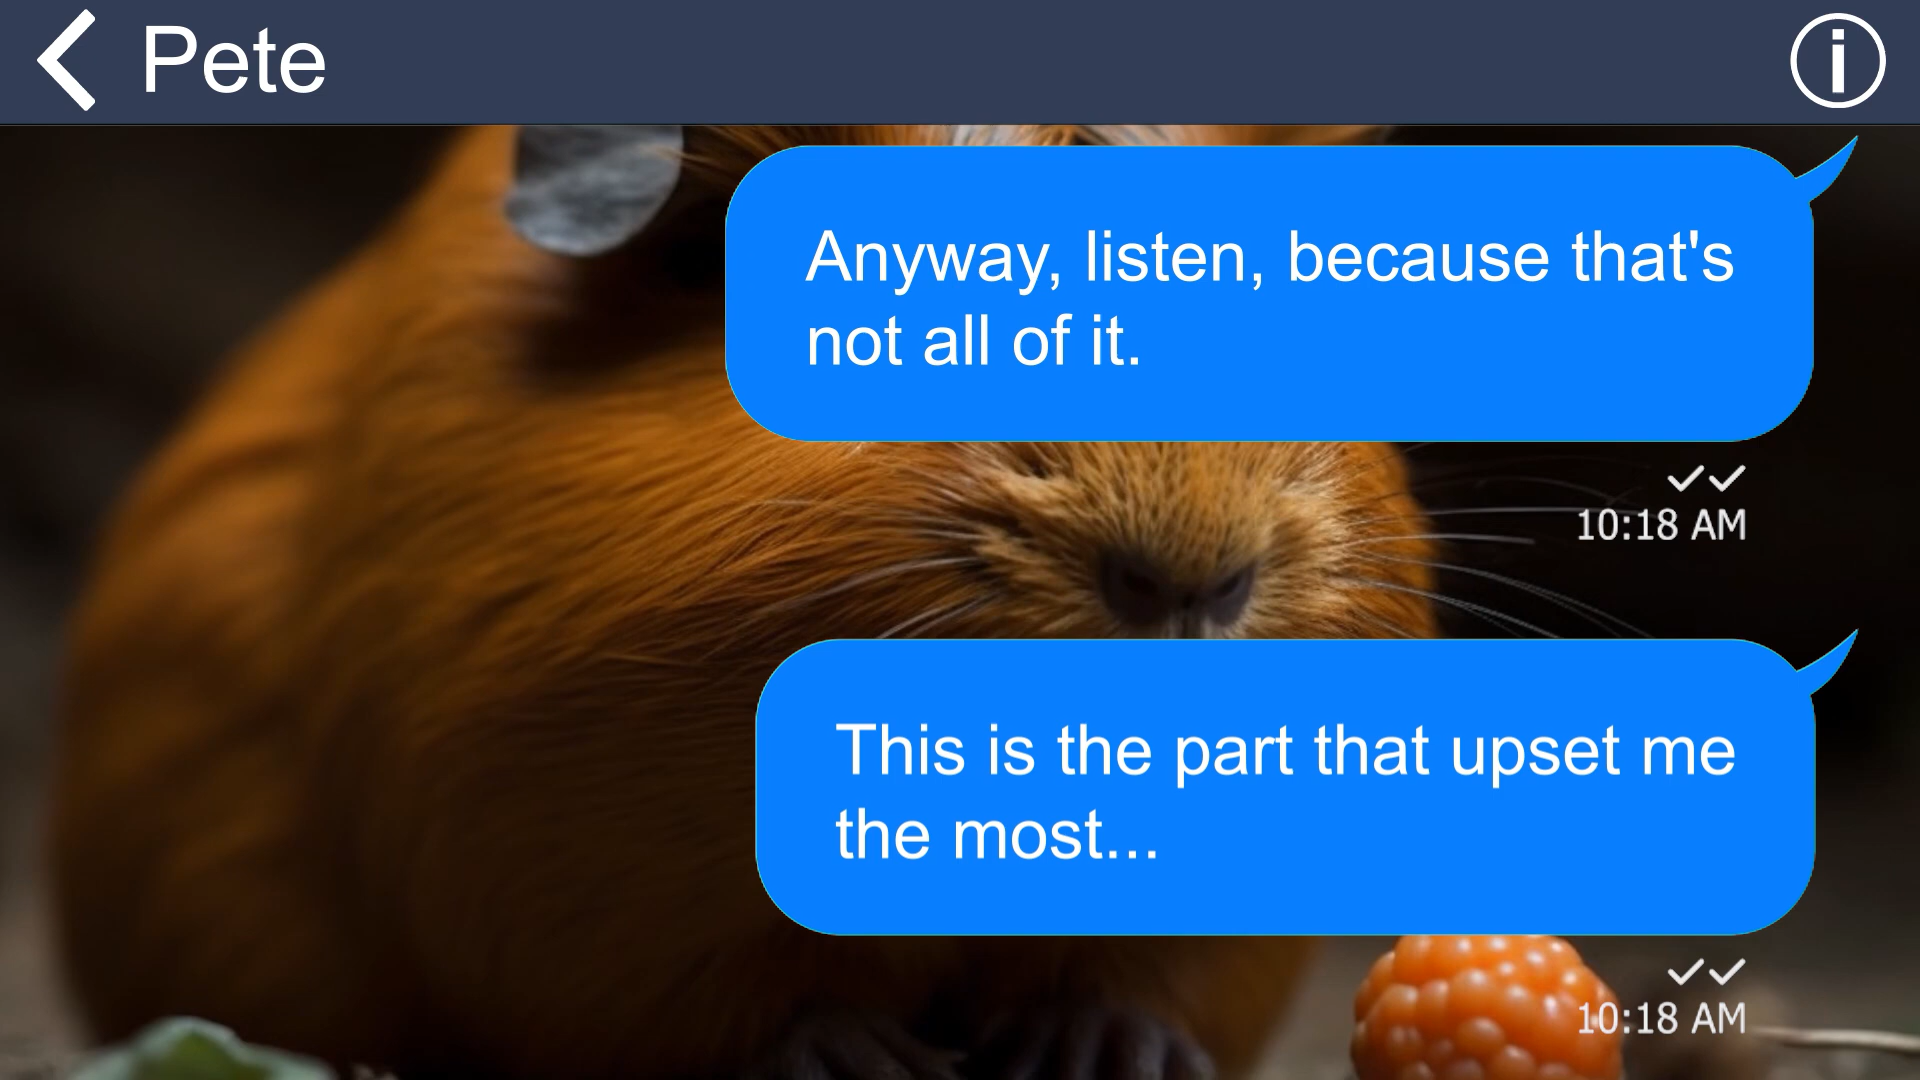 Pete
Anyway, listen, because that's
not all of it.
10:18 AM
This is the part that upset me
the most...
10:18 AM